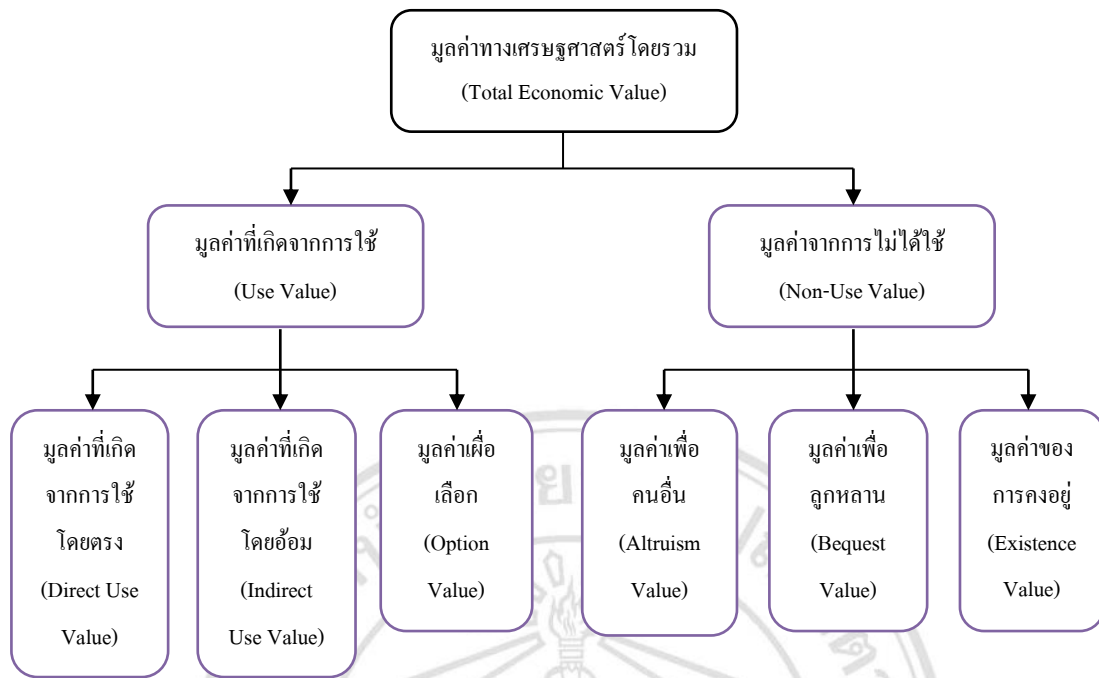 มูลค่าทางเศรษฐศาสตร์โดยรวม
(Total Economic Value)
มูลค่าที่เกิดจากการใช้
(Use Value)
มูลค่าจากการไม่ได้ใช้
(Non-Use Value)
มูลค่าที่เกิด
จากการใช้
โดยตรง
(Direct Use
Value)
มูลค่าที่เกิด
จากการใช้
โดยอ้อม
(Indirect
Use Value)
มูลค่าเผื่อ
เลือก
(Option
Value)
มูลค่าเพื่อ
คนอื่น
(Altruism
Value)
มูลค่าเพื่อ
ลูกหลาน
(Bequest
Value)
มูลค่าของ
การคงอยู่
(Existence
Value)